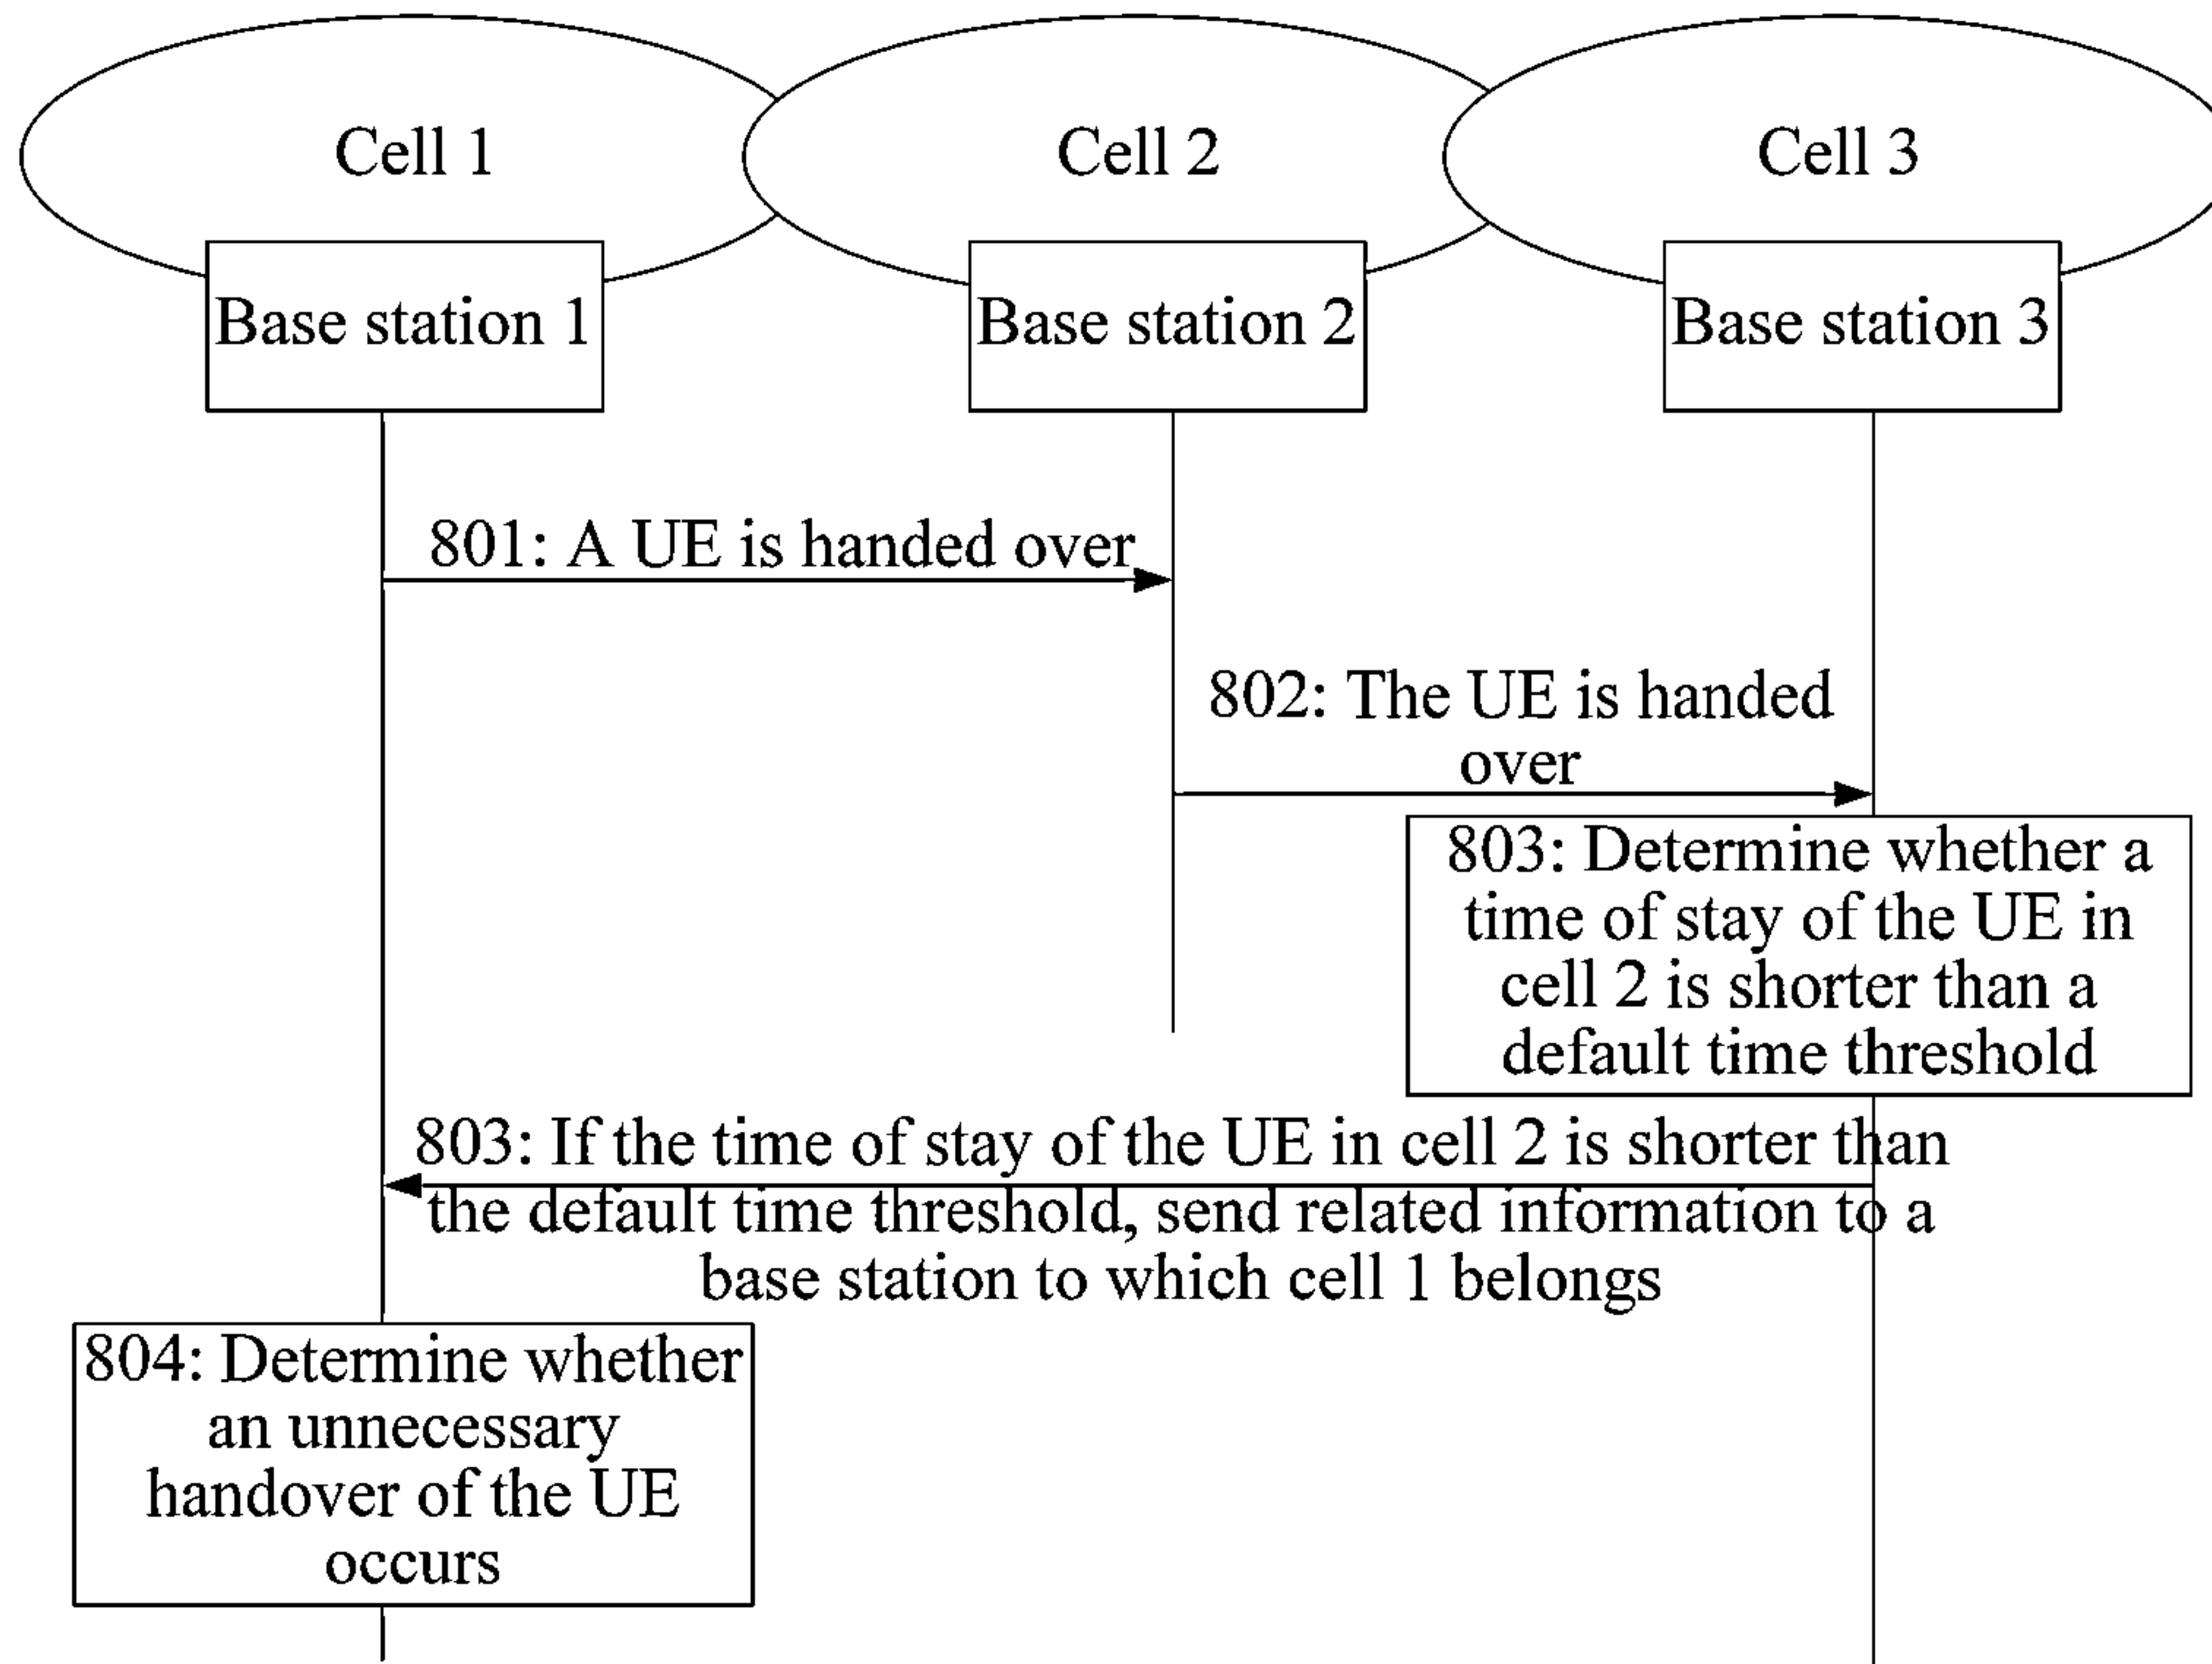 Cell 1
Cell 2
Cell 3
Base station 1
Base station 2
Base station 3
801: A UE is handed over
802: The UE is handed
over
803: Determine whether a
time of stay of the UE in
cell 2 is shorter than a
default time threshold
803: If the time of stay of the UE in cell 2 is shorter than
the default time threshold, send related information to a
base station to which cell 1 belongs
804: Determine whether
an unnecessary
handover of the UE
occurs